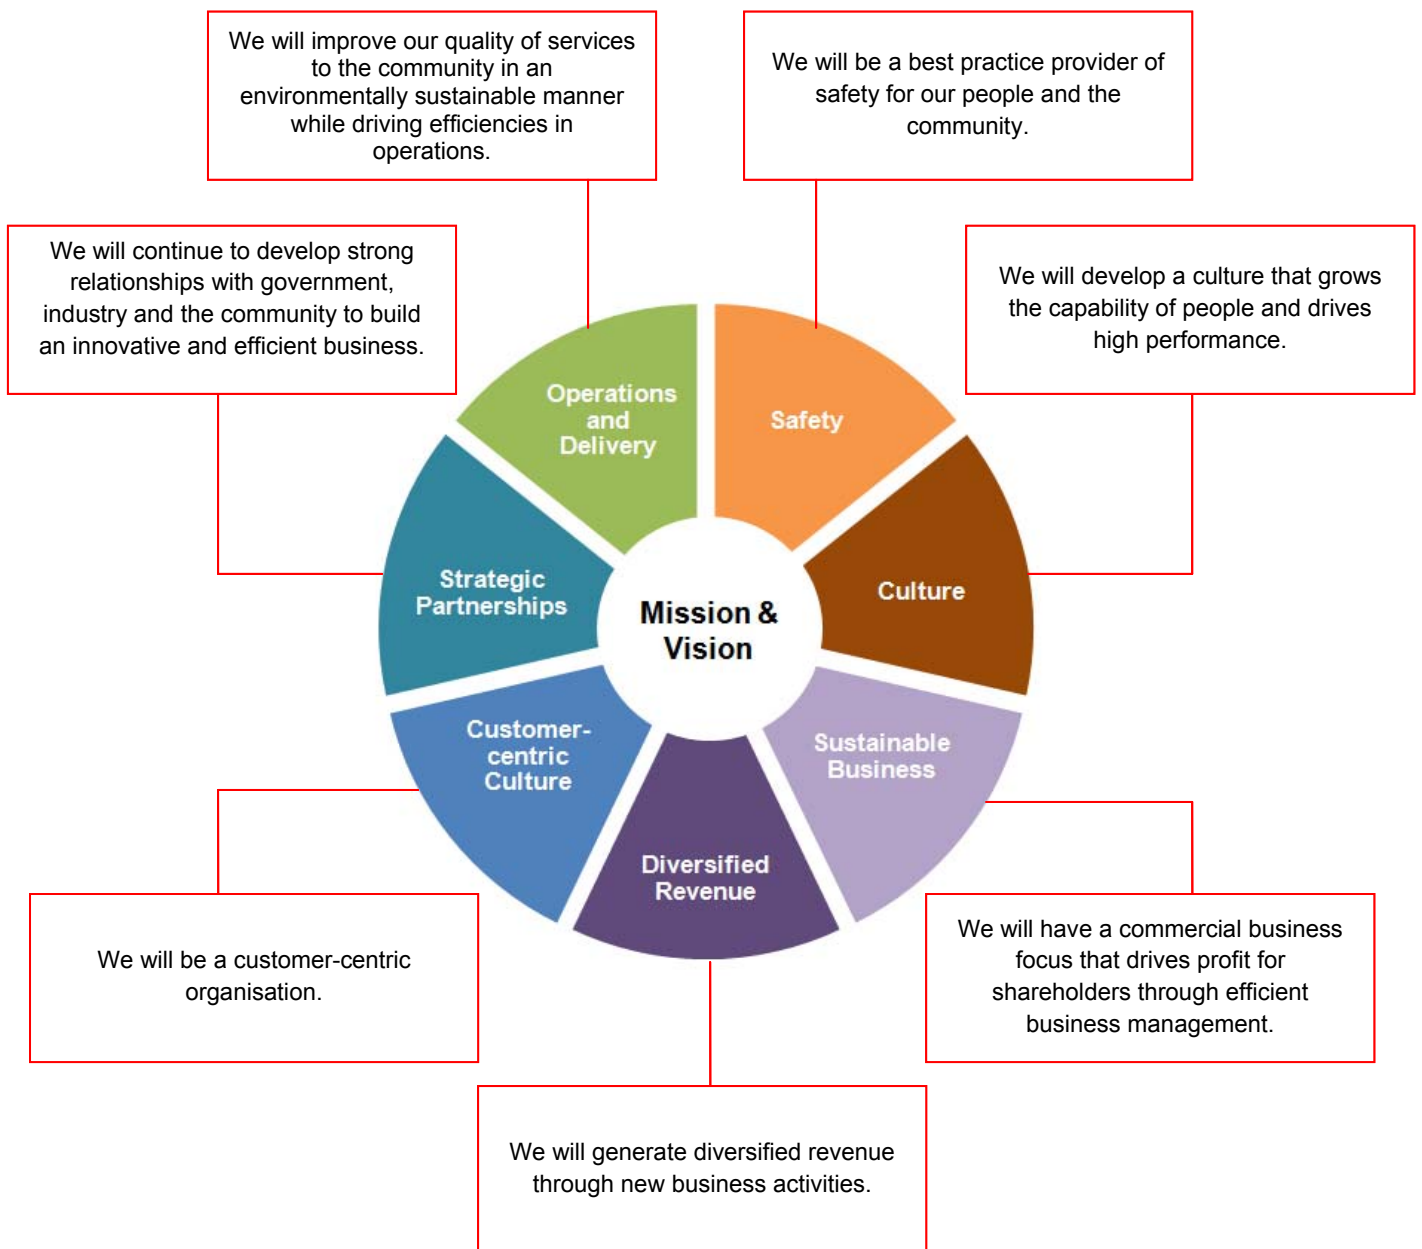 We will improve our quality of services
to the community in an
environmentally sustainable manner
while driving efficiencies in
operations.
We will be a best practice provider of
safety for our people and the
community.
We will continue to develop strong
relationships with government,
industry and the community to build
an innovative and efficient business.
We will develop a culture that grows
the capability of people and drives
high performance.
Operations
and
Delivery
Safety
Strategic
Partnerships
Culture
Mission &
Vision
Customer-
centric
Culture
Sustainable
Business
Diversified
Revenue
We will be a customer-centric
organisation.
We will have a commercial business
focus that drives profit for
shareholders through efficient
business management.
We will generate diversified revenue
through new business activities.